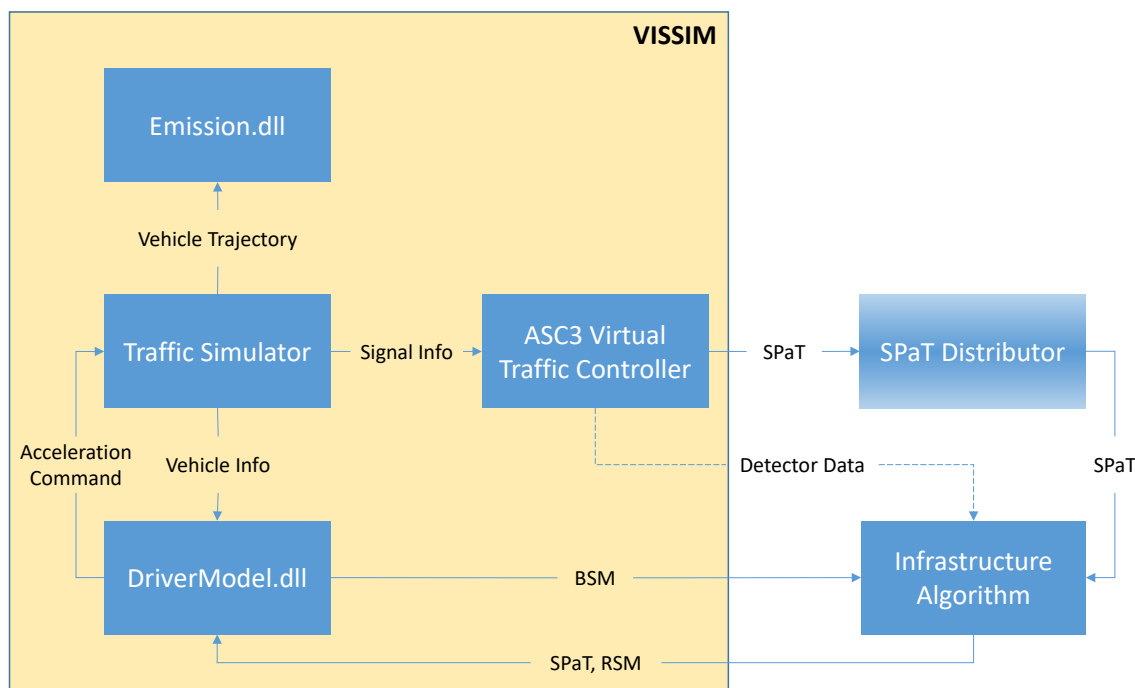 VISSIM
Emission.dll
Vehicle Trajectory
Traffic Simulator
Signal Info
ASC3 Virtual
Traffic Controller
SPaT
SPaT Distributor
Acceleration
Command
Vehicle Info
Detector Data
SPaT
DriverModel.dll
BSM
Infrastructure
Algorithm
SPaT, RSM